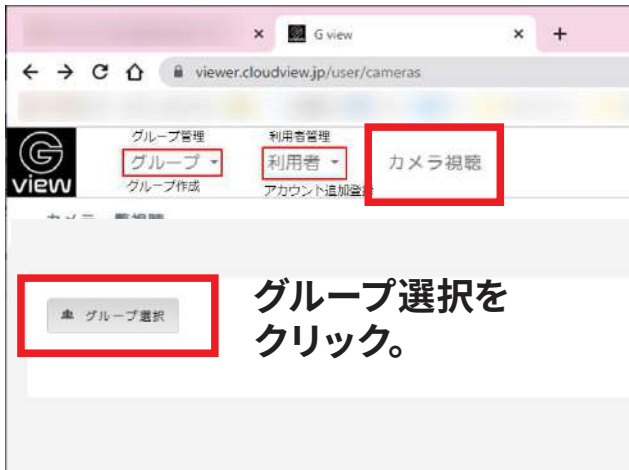 G view
viewer.cloudview.jp/user/cameras
グループ管理
利用者管理
G view
グループ
利用者
カメラ視聴
グループ作成
アカウント追加登録
グループ選択
グループ選択を
クリック。